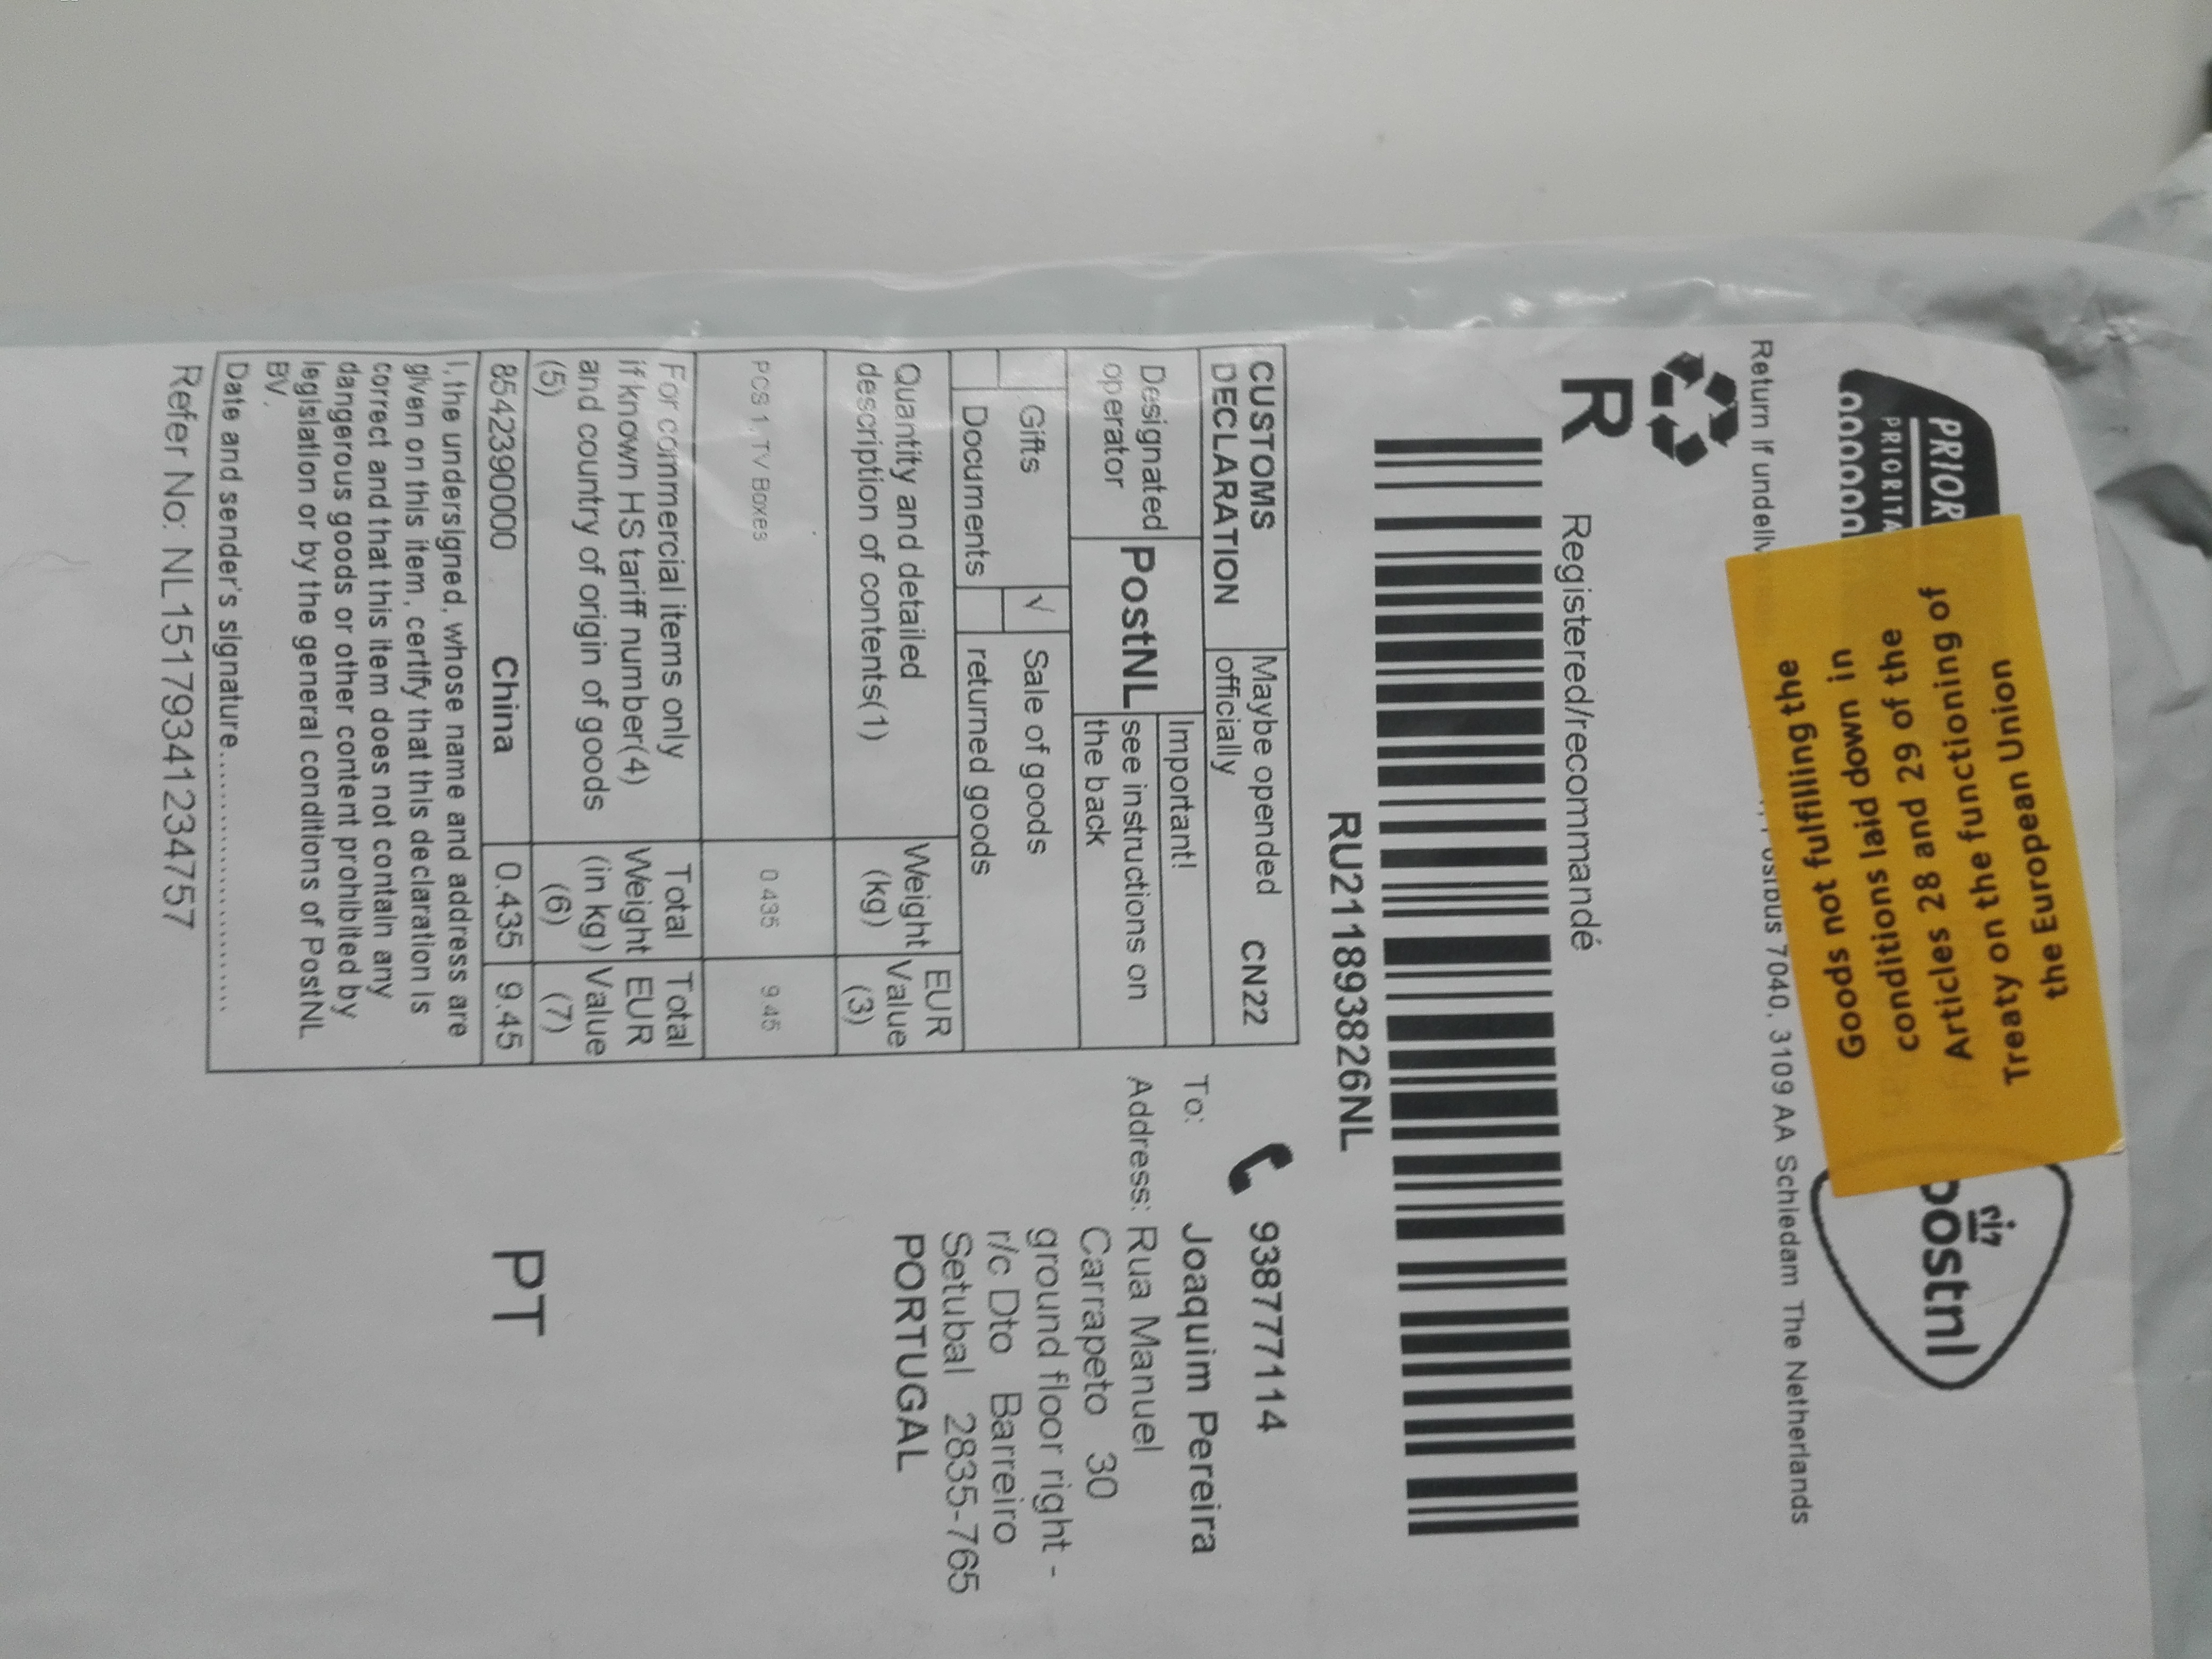 PRIOR
PRIORITA
Goods not fulfilling the
conditions laid down in
Articles 28 and 29 of the
Treaty on the functioning of
the European Union
postnl
Return if
7040, 3109 AA Schiedam The Netherlands
R
Registered/recommandé
RU211893826NL
CUSTOMS
DECLARATION
Maybe opened
officially
CN22
Designated
operator
PostNL
Important!
see instructions on
the back
Gifts
√
Sale of goods
Documents
returned goods
Quantity and detailed
description of contents(1)
Weight
(kg)
EUR
Value
(3)
PCS 1, TV Boxes
0.435
9.45
For commercial items only
if known HS tariff number(4)
and country of origin of goods
(5)
Total
Weight
(in kg)
(6)
Total
EUR
Value
(7)
8542390000
China
0.435
9.45
I, the undersigned, whose name and address are
given on this item, certify that this declaration is
correct and that this item does not contain any
dangerous goods or other content prohibited by
legislation or by the general conditions of PostNL
BV.
Date and sender's signature...........................
Refer No: NL15179341234757
938777114
To: Joaquim Pereira
Address: Rua Manuel
Carrapeto 30
ground floor right -
r/c Dto Barreiro
Setubal 2835-765
PORTUGAL
PT